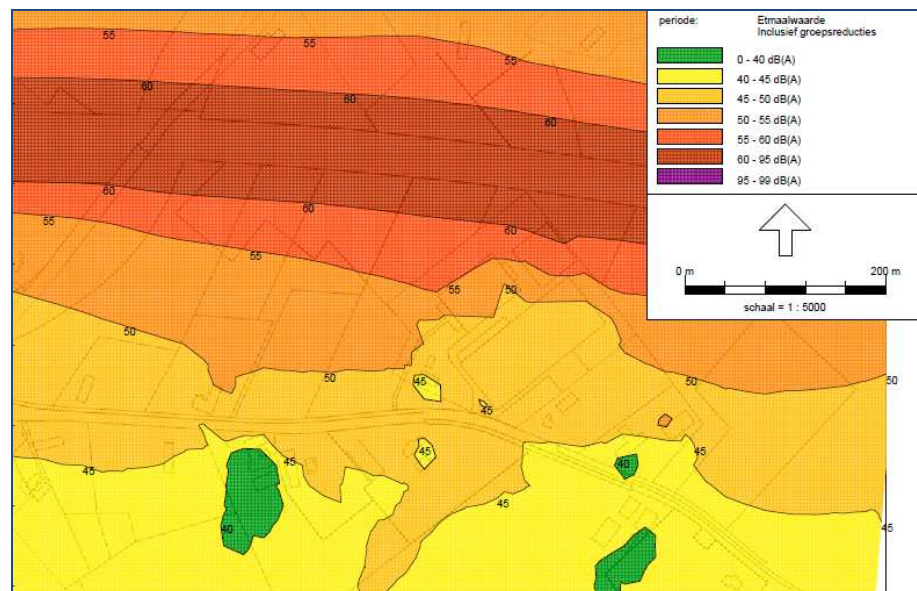 periode:
Etmaalwaarde
Inclusief groepsreducties
0 - 40 dB(A)
40 - 45 dB(A)
45 - 50 dB(A)
50 - 55 dB(A)
55 - 60 dB(A)
60 - 95 dB(A)
95 - 99 dB(A)
0 m
200 m
schaal = 1 : 5000
55
55
55
60
60
60
60
60
60
55
55
55
50
50
50
50
50
45
45
45
45
45
45
45
45
40
40